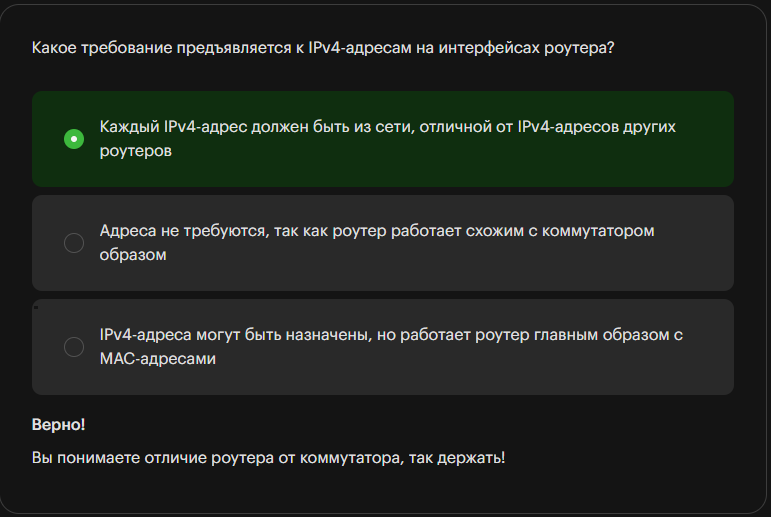 Какое требование предъявляется к IPv4-адресам на интерфейсах роутера?
Каждый IPv4-адрес должен быть из сети, отличной от IPv4-адресов других
роутеров
Адреса не требуются, так как роутер работает схожим с коммутатором
образом
IPv4-адреса могут быть назначены, но работает роутер главным образом с
MAC-адресами
Верно!
Вы понимаете отличие роутера от коммутатора, так держать!